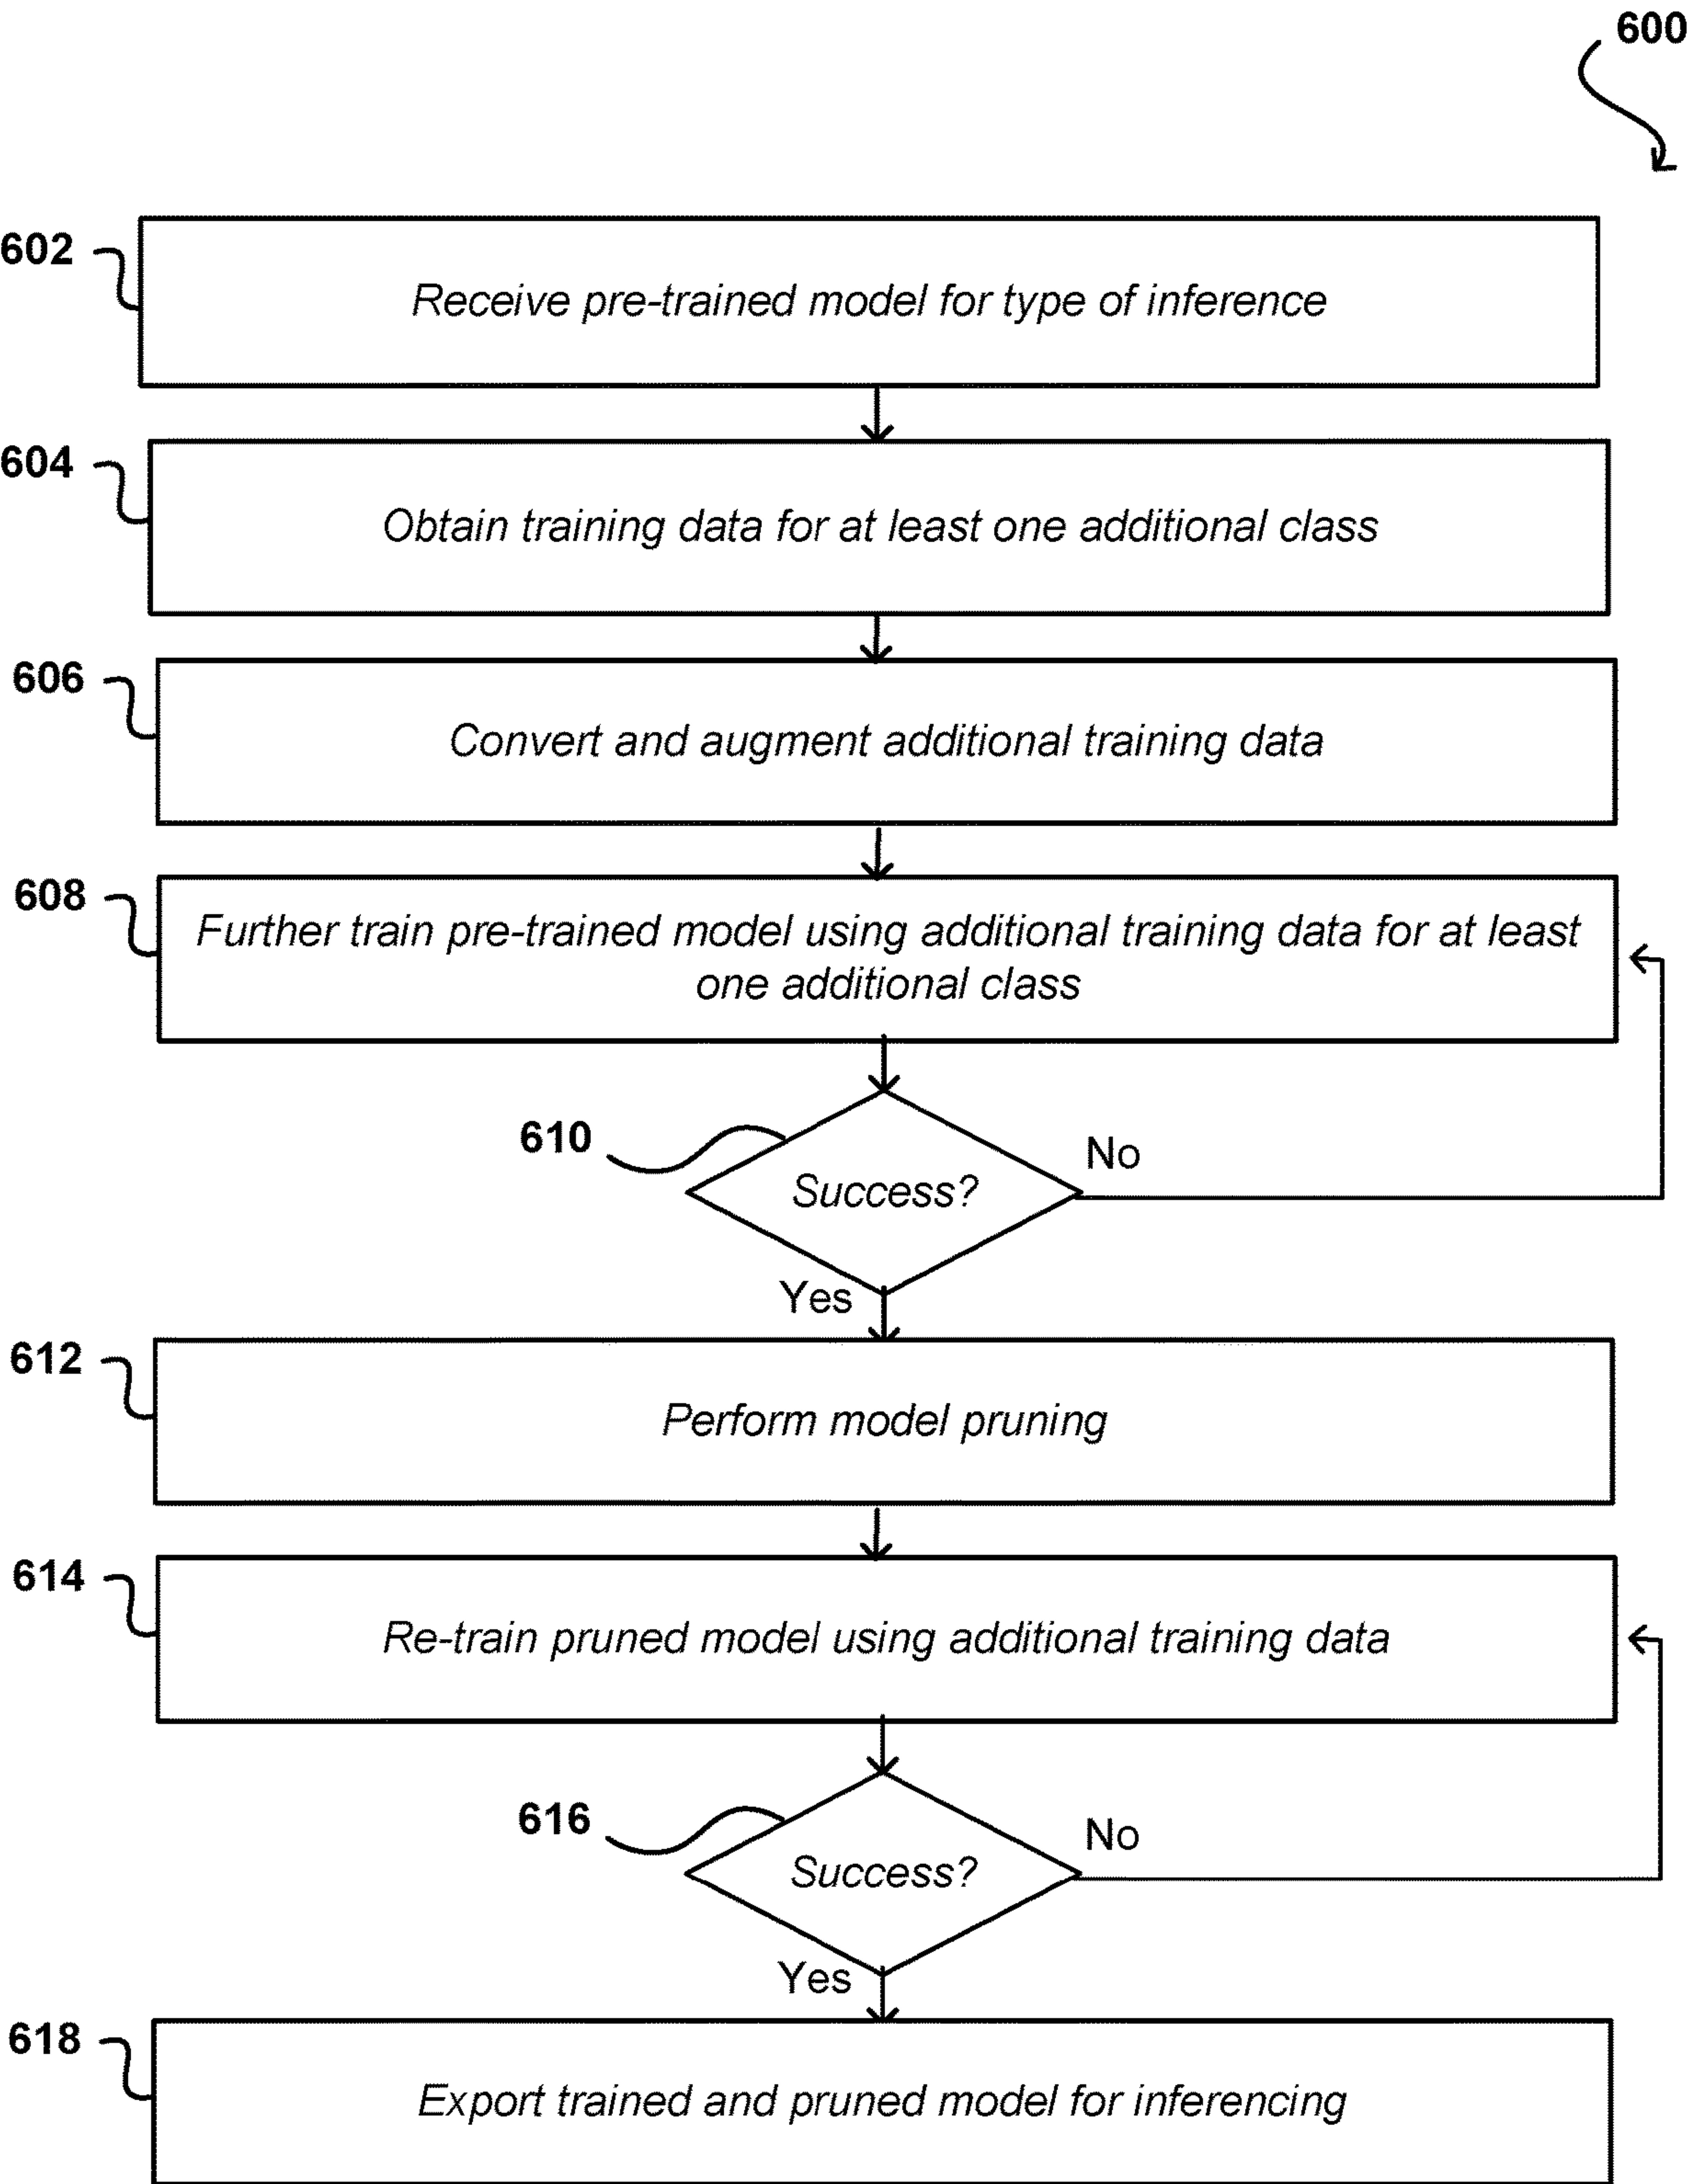 600
602
Receive pre-trained model for type of inference
604
Obtain training data for at least one additional class
606
Convert and augment additional training data
608
Further train pre-trained model using additional training data for at least
one additional class
610
Success?
No
Yes
612
Perform model pruning
614
Re-train pruned model using additional training data
616
Success?
No
Yes
618
Export trained and pruned model for inferencing